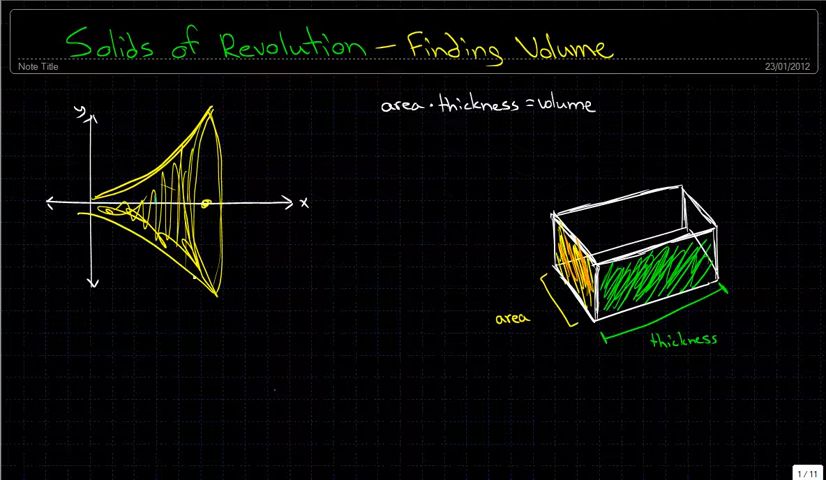 Solids of Revolution - Finding Volume
Note Title
23/01/2012
y
area · thickness = volume
x
area
thickness
1 / 11